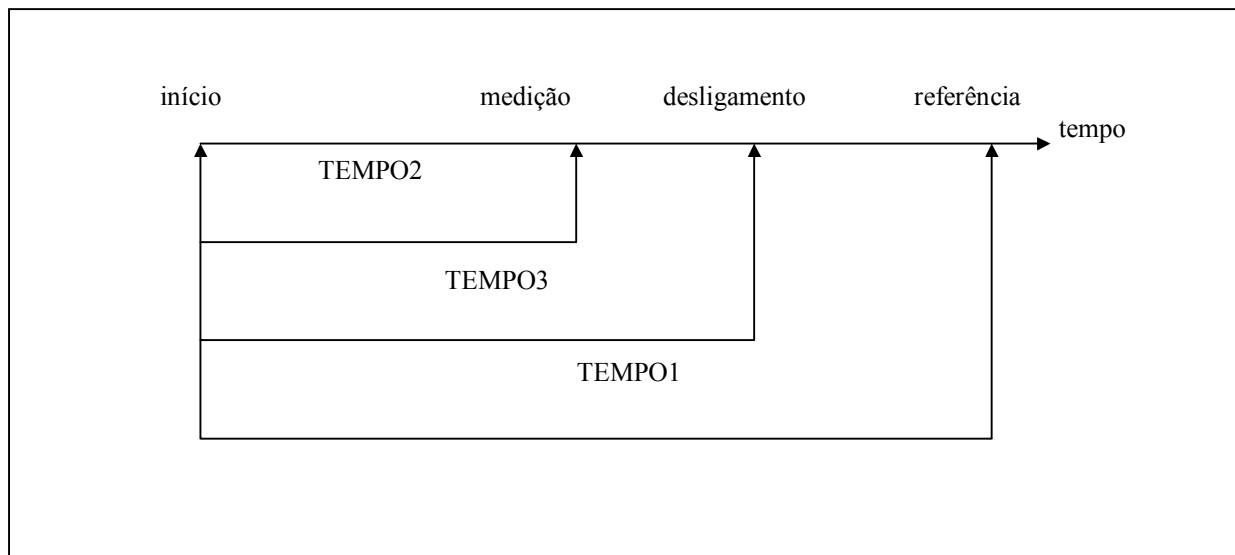 início medição desligamento referência
tempo
TEMPO2
TEMPO3
TEMPO1